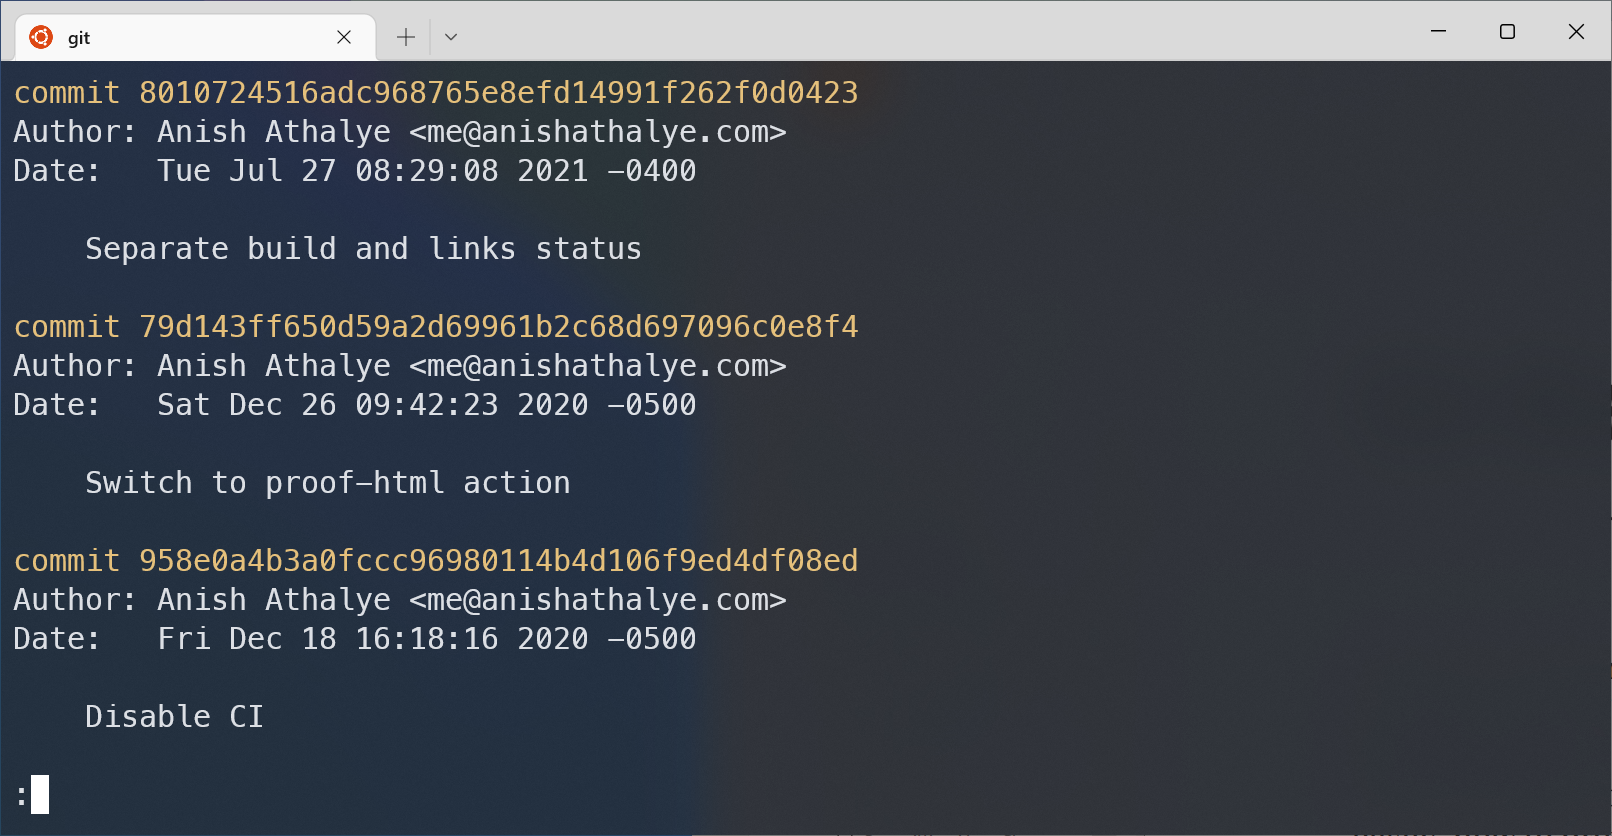 git
commit 8010724516adc968765e8efd14991f262f0d0423
Author: Anish Athalye <me@anishathalye.com>
Date:   Tue Jul 27 08:29:08 2021 -0400
    Separate build and links status
commit 79d143ff650d59a2d69961b2c68d697096c0e8f4
Author: Anish Athalye <me@anishathalye.com>
Date:   Sat Dec 26 09:42:23 2020 -0500
    Switch to proof-html action
commit 958e0a4b3a0fccc96980114b4d106f9ed4df08ed
Author: Anish Athalye <me@anishathalye.com>
Date:   Fri Dec 18 16:18:16 2020 -0500
    Disable CI
: